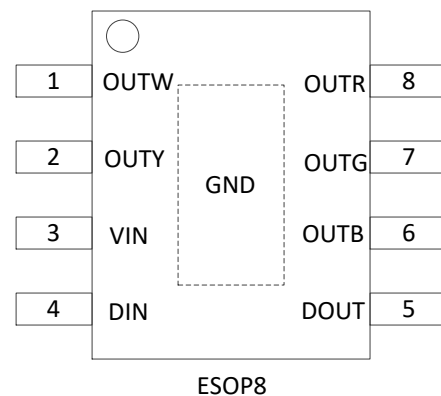 1 OUTW OUTR 8
2 OUTY OUTG 7
GND
3 VIN OUTB 6
4 DIN DOUT 5
ESOP8